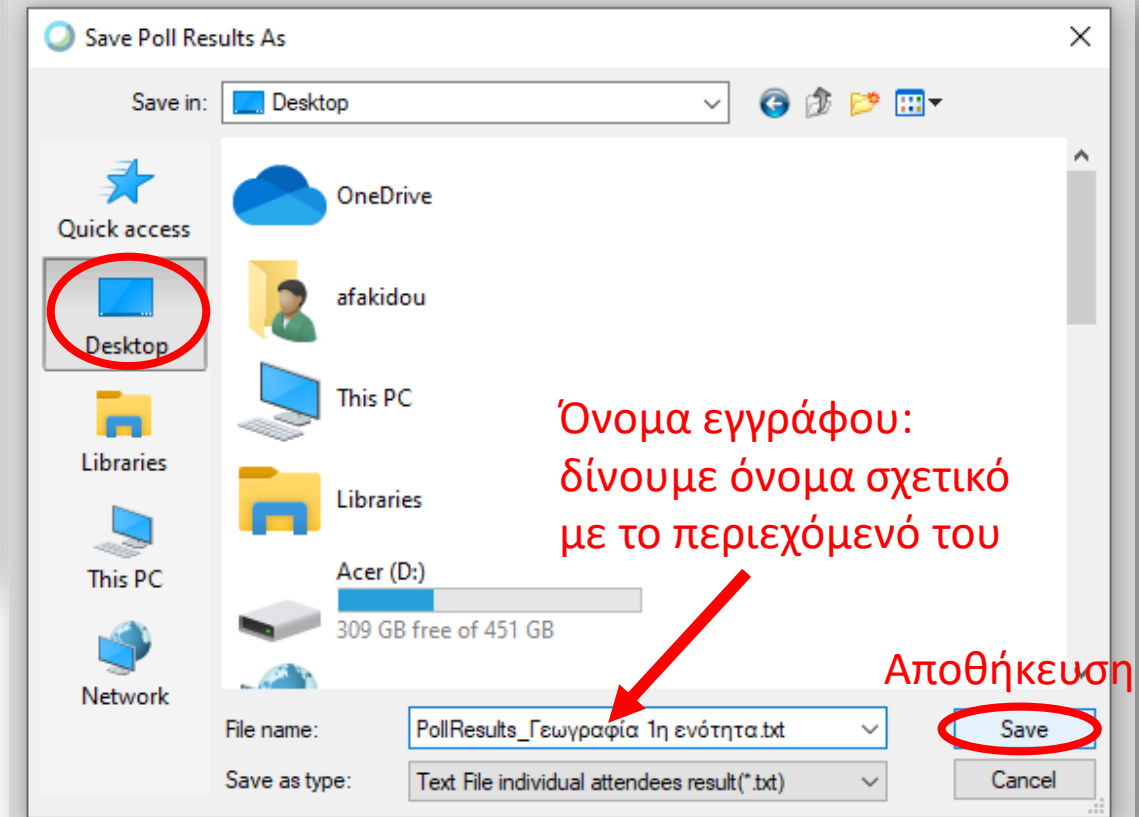 Save Poll Results As
Save in:
Desktop
Quick access
Desktop
Libraries
This PC
Network
OneDrive
afakidou
This PC
Libraries
Acer (D:)
309 GB free of 451 GB
Όνομα εγγράφου:
δίνουμε όνομα σχετικό
με το περιεχόμενό του
Αποθήκευση
File name:
PollResults_Γεωγραφία 1η ενότητα.txt
Save
Save as type:
Text File individual attendees result(*.txt)
Cancel